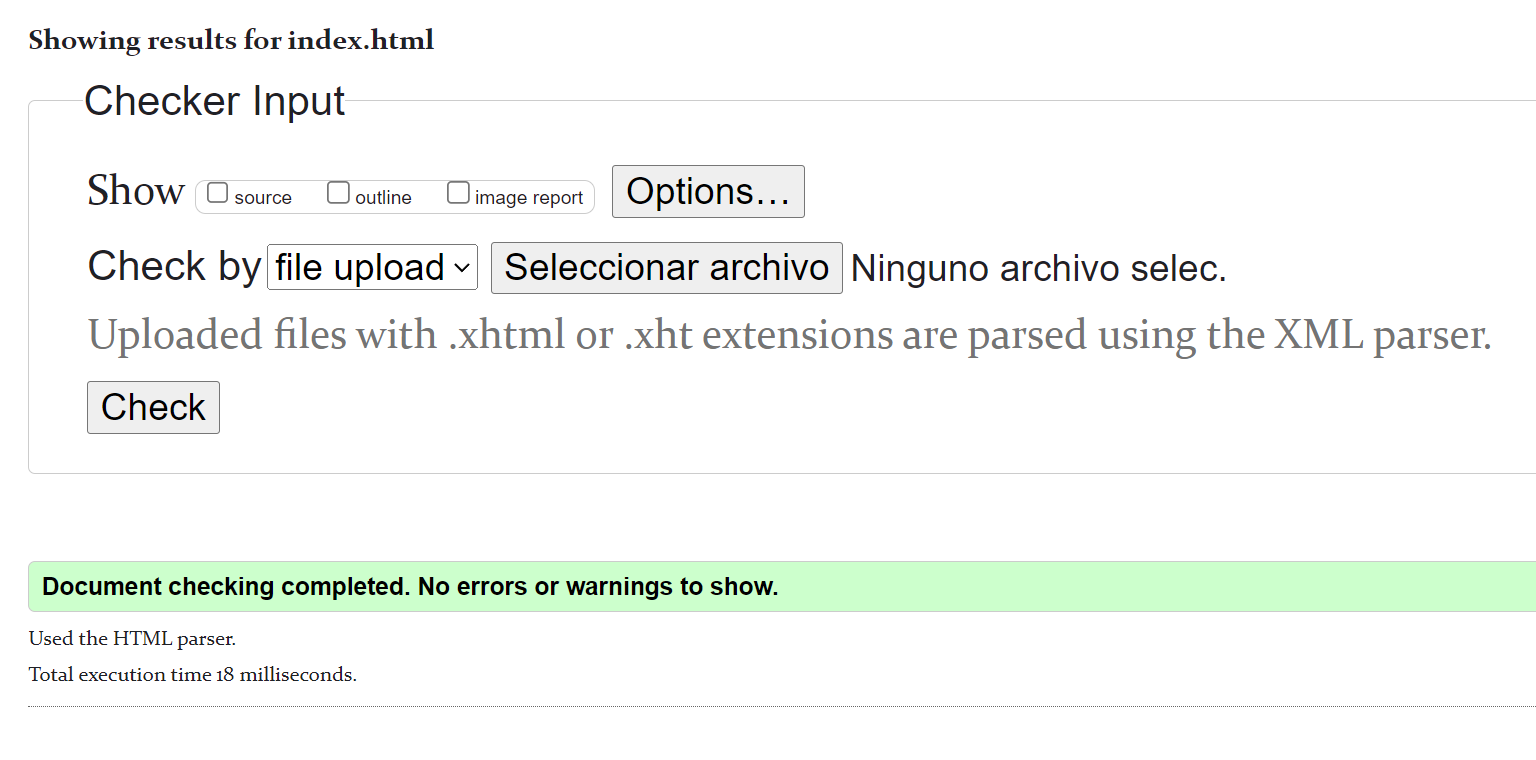 Showing results for index.html
Checker Input
Show source outline image report Options...
Check by file upload Seleccionar archivo Ninguno archivo selec.
Uploaded files with .xhtml or .xht extensions are parsed using the XML parser.
Check
Document checking completed. No errors or warnings to show.
Used the HTML parser.
Total execution time 18 milliseconds.